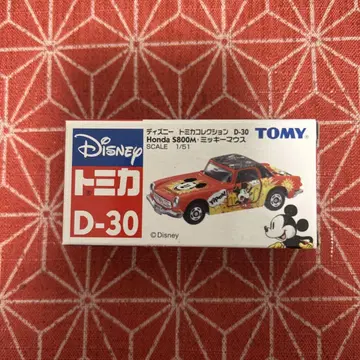 Disney
トミカ
D-30
ディズニー トミカコレクション D-30
Honda S800M・ミッキーマウス
SCALE 1/51
TOMY
©Disney